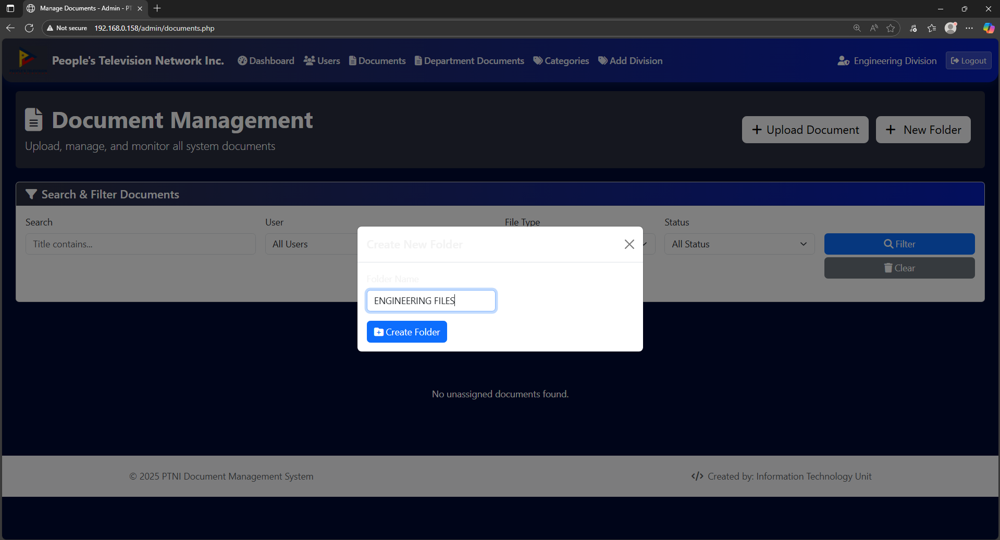 Manage Documents - Admin - PT
Not secure 192.168.0.158/admin/documents.php
People's Television Network Inc. Dashboard Users Documents Department Documents Categories Add Division Engineering Division Logout
Document Management
Upload, manage, and monitor all system documents
Upload Document
New Folder
Search & Filter Documents
Search User File Type Status
Title contains... All Users All Status Filter
Clear
Create New Folder
Folder Name
ENGINEERING FILES
Create Folder
No unassigned documents found.
© 2025 PTNI Document Management System
Created by: Information Technology Unit